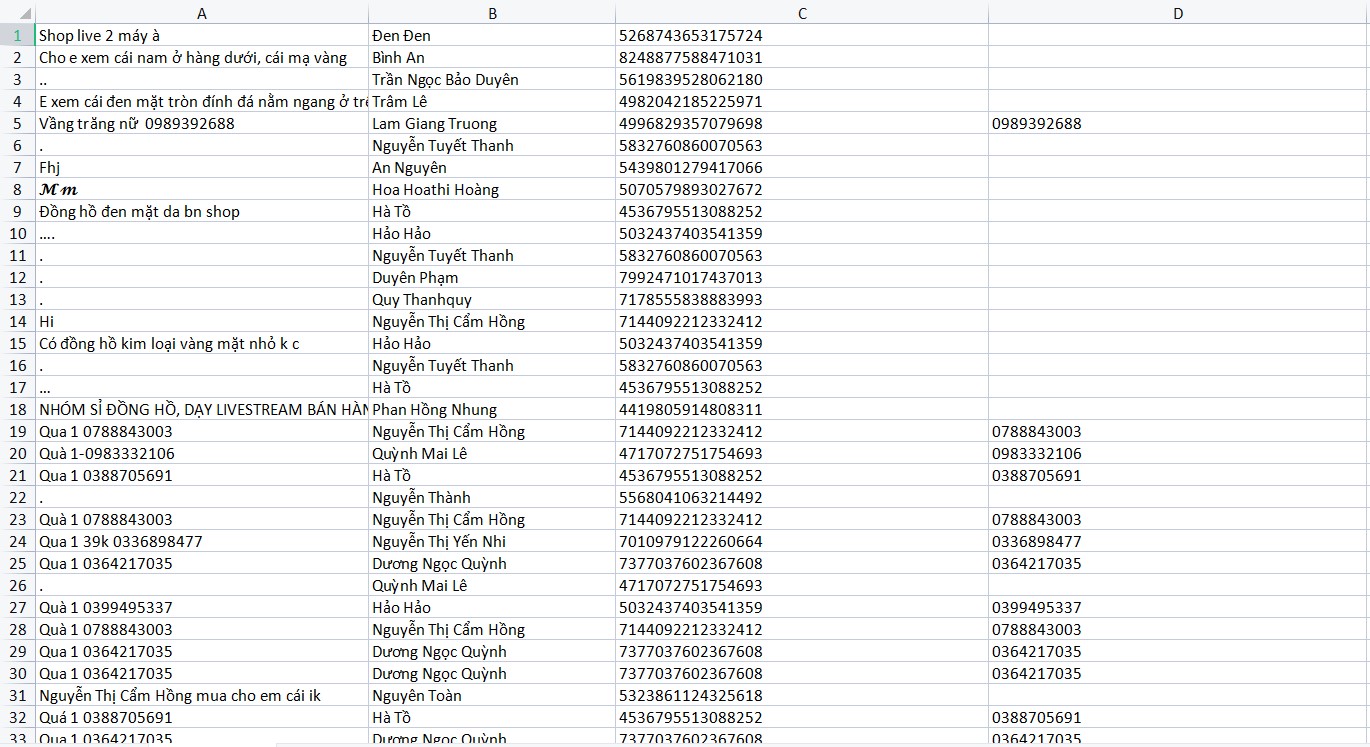 A B C D
1 Shop live 2 máy à Đen Đen 5268743653175724
2 Cho e xem cái nam ở hàng dưới, cái mạ vàng Bình An 8248877588471031
3 .. Trần Ngọc Bảo Duyên 5619839528062180
4 E xem cái đen mặt tròn đính đá nằm ngang ở trê Trâm Lê 4982042185225971
5 Vầng trăng nữ 0989392688 Lam Giang Truong 4996829357079698 0989392688
6 . Nguyễn Tuyết Thanh 5832760860070563
7 Fhj An Nguyên 5439801279417066
8 𝓜 𝓶 Hoa Hoathi Hoàng 5070579893027672
9 Đồng hồ đen mặt da bn shop Hà Tồ 4536795513088252
10 .... Hảo Hảo 5032437403541359
11 . Nguyễn Tuyết Thanh 5832760860070563
12 . Duyên Phạm 7992471017437013
13 . Quy Thanhquy 7178555838883993
14 Hi Nguyễn Thị Cẩm Hồng 7144092212332412
15 Có đồng hồ kim loại vàng mặt nhỏ k c Hảo Hảo 5032437403541359
16 . Nguyễn Tuyết Thanh 5832760860070563
17 ... Hà Tồ 4536795513088252
18 NHÓM SỈ ĐỒNG HỒ, DẠY LIVESTREAM BÁN HÀN Phan Hồng Nhung 4419805914808311
19 Qua 1 0788843003 Nguyễn Thị Cẩm Hồng 7144092212332412 0788843003
20 Quà 1-0983332106 Quỳnh Mai Lê 4717072751754693 0983332106
21 Qua 1 0388705691 Hà Tồ 4536795513088252 0388705691
22 . Nguyễn Thành 5568041063214492
23 Quà 1 0788843003 Nguyễn Thị Cẩm Hồng 7144092212332412 0788843003
24 Qua 1 39k 0336898477 Nguyễn Thị Yến Nhi 7010979122260664 0336898477
25 Qua 1 0364217035 Dương Ngọc Quỳnh 7377037602367608 0364217035
26 . Quỳnh Mai Lê 4717072751754693
27 Quà 1 0399495337 Hảo Hảo 5032437403541359 0399495337
28 Quà 1 0788843003 Nguyễn Thị Cẩm Hồng 7144092212332412 0788843003
29 Qua 1 0364217035 Dương Ngọc Quỳnh 7377037602367608 0364217035
30 Qua 1 0364217035 Dương Ngọc Quỳnh 7377037602367608 0364217035
31 Nguyễn Thị Cẩm Hồng mua cho em cái ik Nguyên Toàn 5323861124325618
32 Quá 1 0388705691 Hà Tồ 4536795513088252 0388705691
33 Qua 1 0364217035 Dương Ngọc Quỳnh 7377037602367608 0364217035